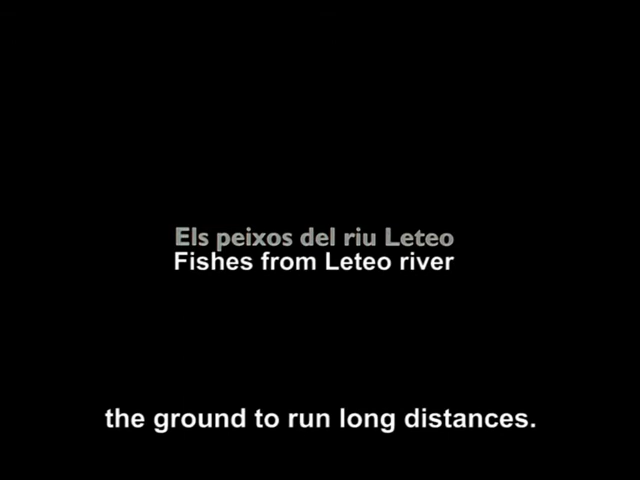 Els peixos del riu Leteo
Fishes from Leteo river
the ground to run long distances.